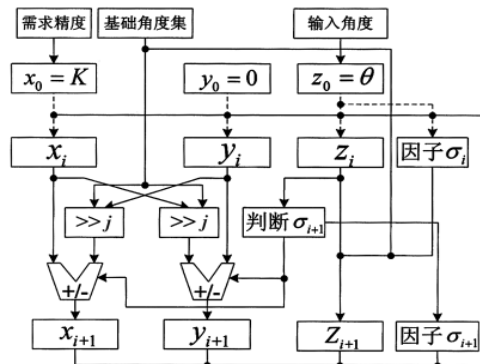 需求精度 基础角度集 输入角度
x₀ = K y₀ = 0 z₀ = θ
xᵢ yᵢ zᵢ 因子σᵢ
>>j >>j 判断σᵢ₊₁
+/- +/-
xᵢ₊₁ yᵢ₊₁ Zᵢ₊₁ 因子σᵢ₊₁